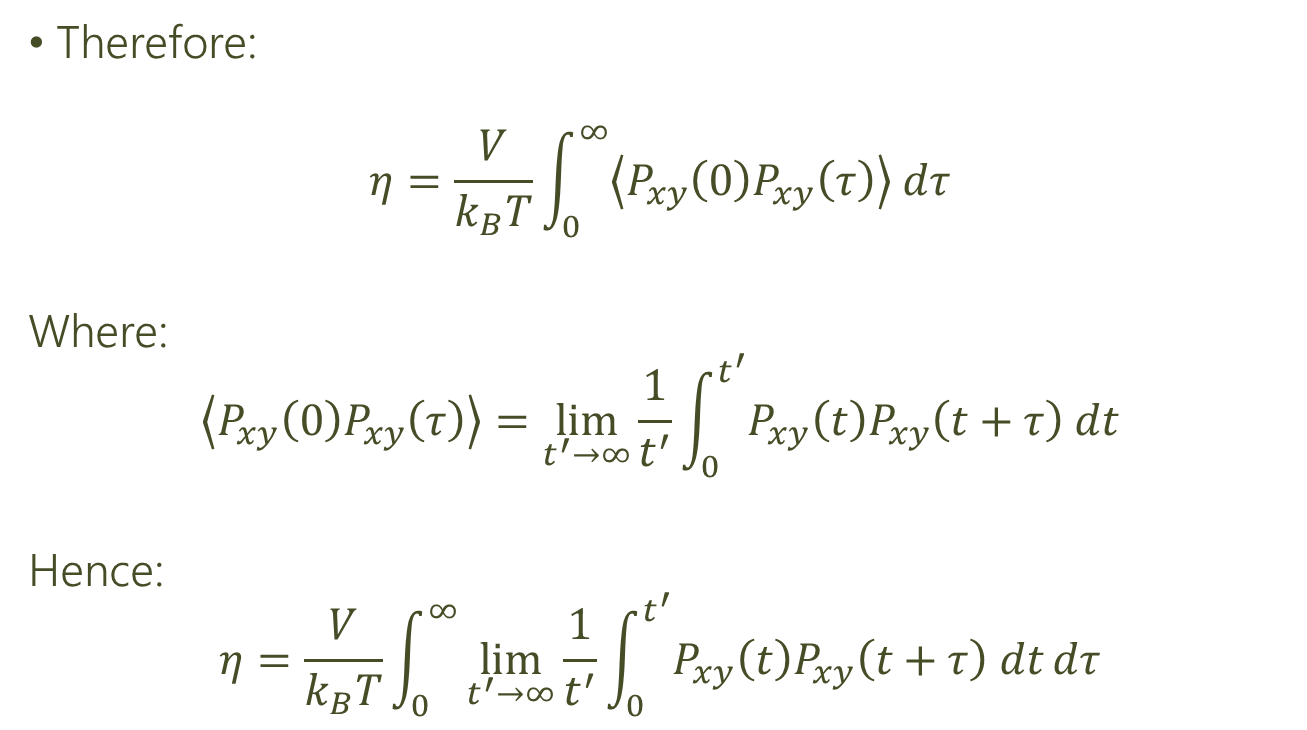 • Therefore:
η = V/(k_B T) ∫_0^∞ ⟨P_xy(0)P_xy(τ)⟩ dτ
Where:
⟨P_xy(0)P_xy(τ)⟩ = lim_{t′→∞} 1/t′ ∫_0^{t′} P_xy(t)P_xy(t + τ) dt
Hence:
η = V/(k_B T) ∫_0^∞ lim_{t′→∞} 1/t′ ∫_0^{t′} P_xy(t)P_xy(t + τ) dt dτ